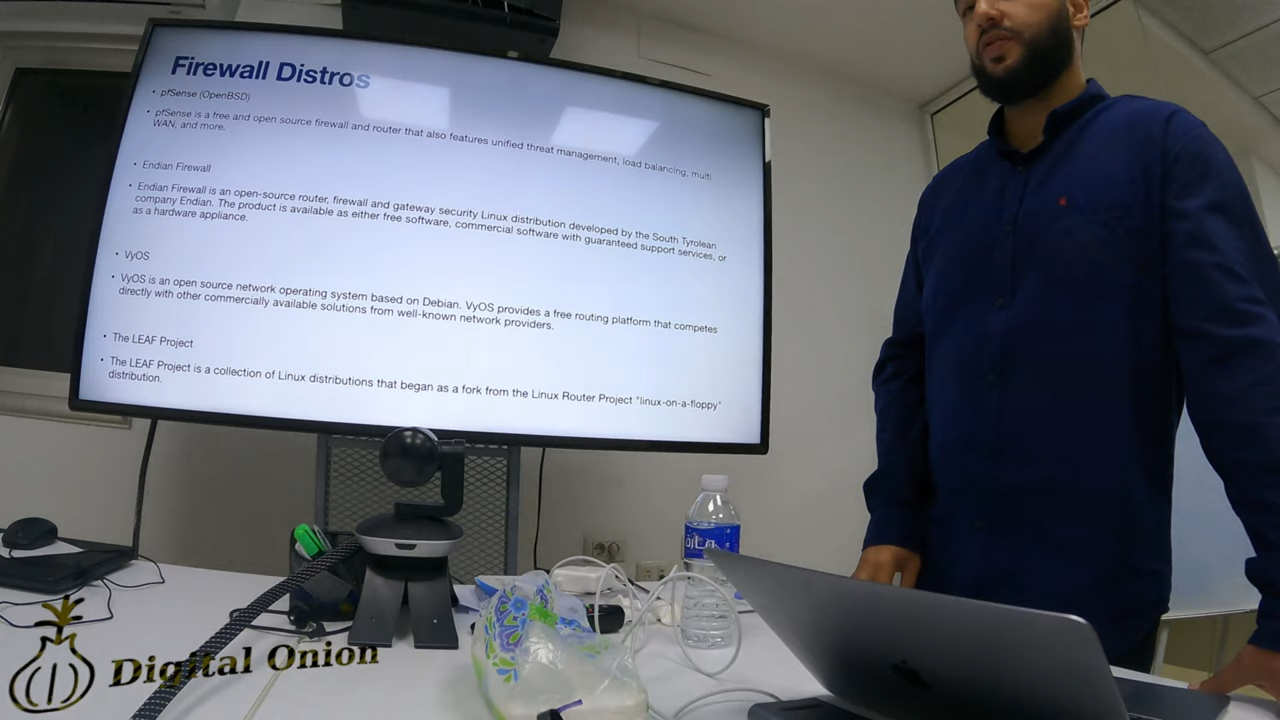 Firewall Distros
• pfSense (OpenBSD)
• pfSense is a free and open source firewall and router that also features unified threat management, load balancing, multi
WAN, and more.
• Endian Firewall
• Endian Firewall is an open-source router, firewall and gateway security Linux distribution developed by the South Tyrolean
company Endian. The product is available as either free software, commercial software with guaranteed support services, or
as a hardware appliance.
• VyOS
• VyOS is an open source network operating system based on Debian. VyOS provides a free routing platform that competes
directly with other commercially available solutions from well-known network providers.
• The LEAF Project
• The LEAF Project is a collection of Linux distributions that began as a fork from the Linux Router Project "linux-on-a-floppy"
distribution.
Digital Onion